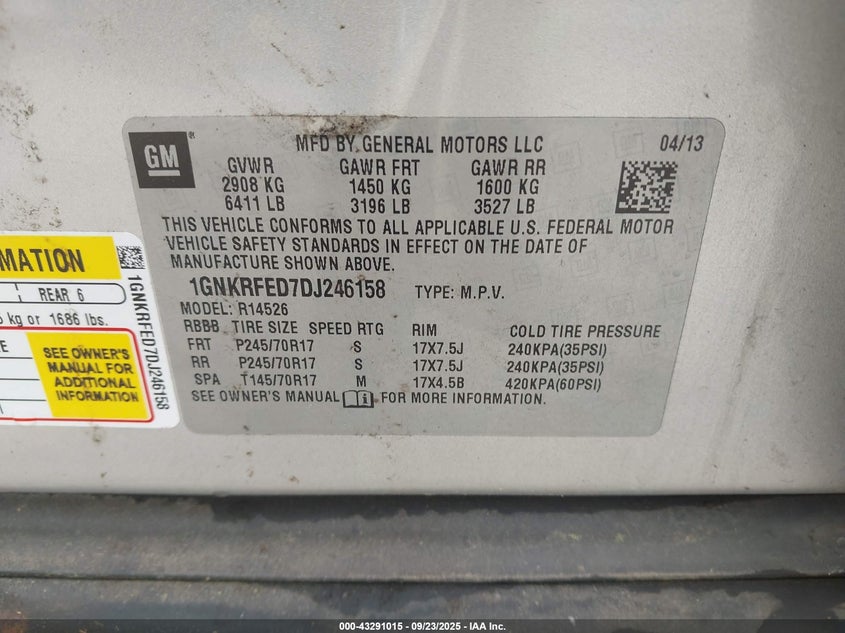 GM
MFD BY GENERAL MOTORS LLC 04/13
GVWR GAWR FRT GAWR RR
2908 KG 1450 KG 1600 KG
6411 LB 3196 LB 3527 LB
THIS VEHICLE CONFORMS TO ALL APPLICABLE U.S. FEDERAL MOTOR
VEHICLE SAFETY STANDARDS IN EFFECT ON THE DATE OF
MANUFACTURE SHOWN ABOVE.
1GNKRFED7DJ246158 TYPE: M.P.V.
MODEL: R14526
RBBB TIRE SIZE SPEED RTG RIM COLD TIRE PRESSURE
FRT P245/70R17 S 17X7.5J 240KPA(35PSI)
RR P245/70R17 S 17X7.5J 240KPA(35PSI)
SPA T145/70R17 M 17X4.5B 420KPA(60PSI)
SEE OWNER'S MANUAL FOR MORE INFORMATION.
MATION
REAR 6
kg or 1686 lbs.
SEE OWNER'S
MANUAL FOR
ADDITIONAL
INFORMATION
1GNKRFED7DJ246158
000-43291015 - 09/23/2025 - IAA Inc.